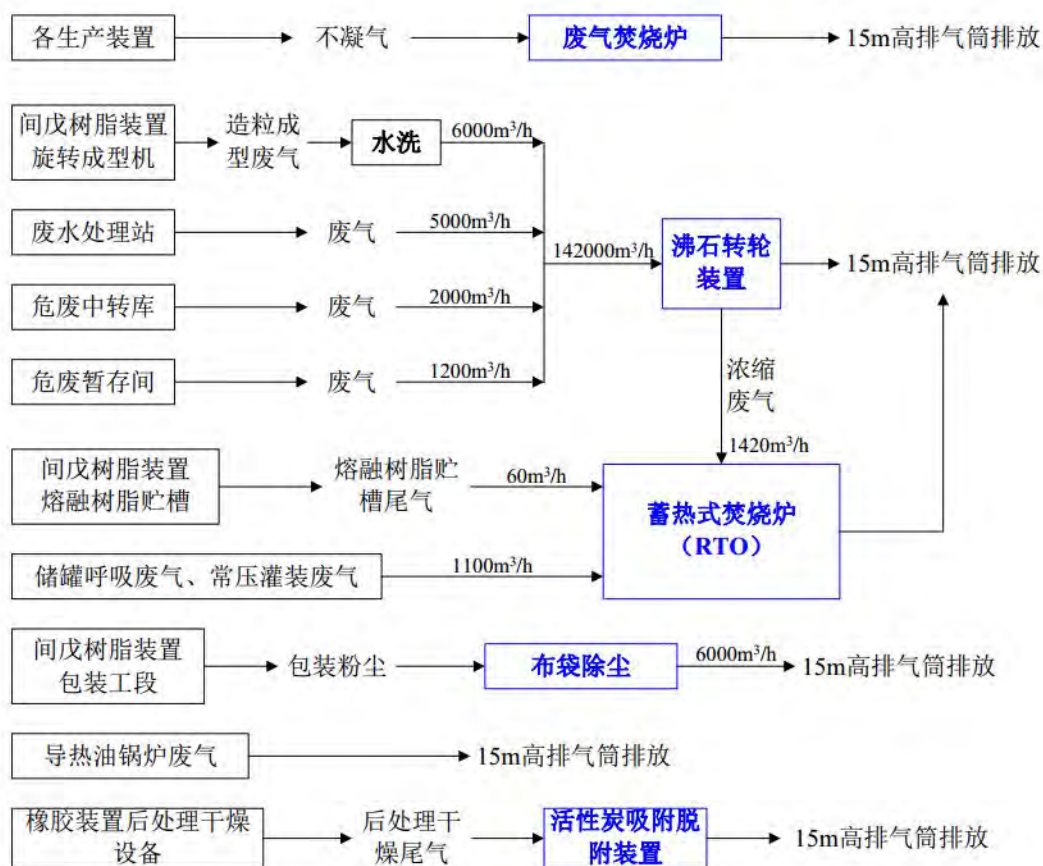 各生产装置
不凝气
废气焚烧炉
15m高排气筒排放
间戊树脂装置
旋转成型机
造粒成
型废气
水洗
6000m³/h
废水处理站
废气
5000m³/h
142000m³/h
沸石转轮
装置
15m高排气筒排放
危废中转库
废气
2000m³/h
危废暂存间
废气
1200m³/h
浓缩
废气
1420m³/h
间戊树脂装置
熔融树脂贮槽
熔融树脂贮
槽尾气
60m³/h
蓄热式焚烧炉
（RTO）
储罐呼吸废气、常压灌装废气
1100m³/h
间戊树脂装置
包装工段
包装粉尘
布袋除尘
6000m³/h
15m高排气筒排放
导热油锅炉废气
15m高排气筒排放
橡胶装置后处理干燥
设备
后处理干
燥尾气
活性炭吸附脱
附装置
15m高排气筒排放